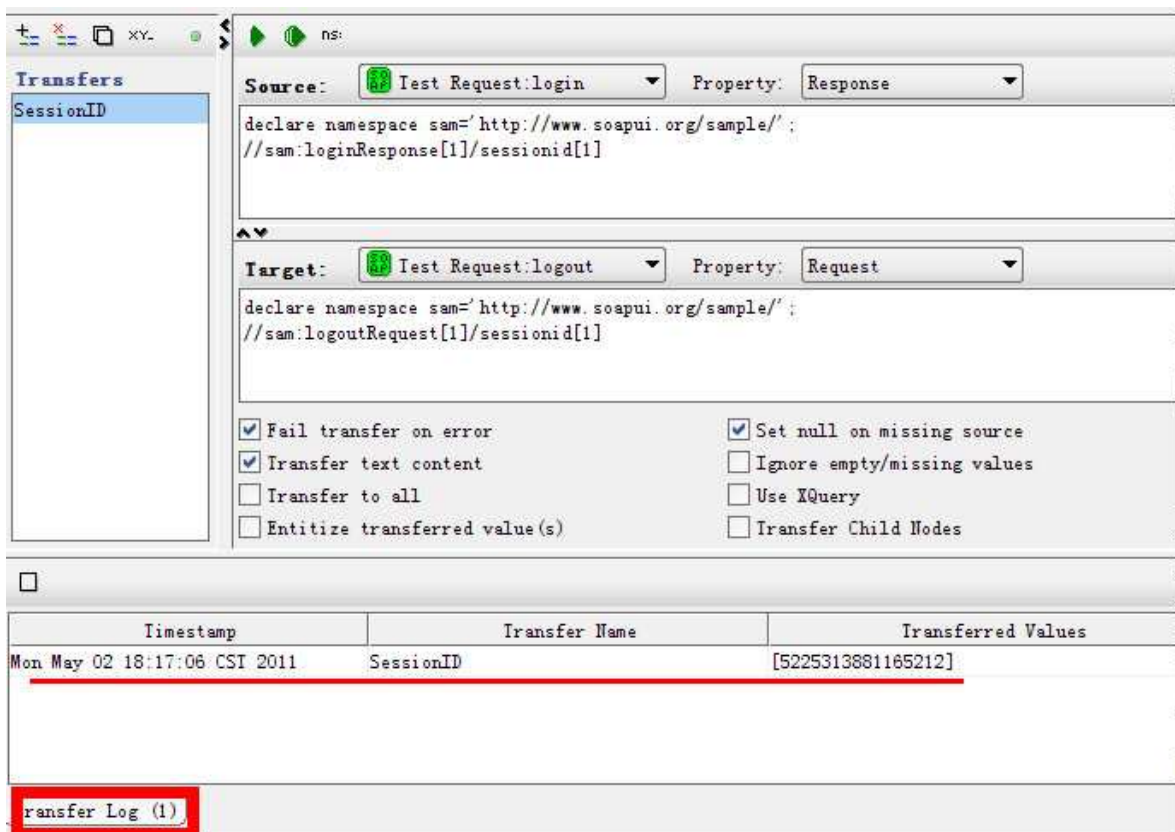 XY-
ns:
Transfers
SessionID
Source: Test Request:login Property: Response
declare namespace sam='http://www.soapui.org/sample/';
//sam:loginResponse[1]/sessionid[1]
Target: Test Request:logout Property: Request
declare namespace sam='http://www.soapui.org/sample/';
//sam:logoutRequest[1]/sessionid[1]
Fail transfer on error Set null on missing source
Transfer text content Ignore empty/missing values
Transfer to all Use XQuery
Entitize transferred value(s) Transfer Child Nodes
Timestamp Transfer Name Transferred Values
Mon May 02 18:17:06 CST 2011 SessionID [5225313881165212]
ransfer Log (1)